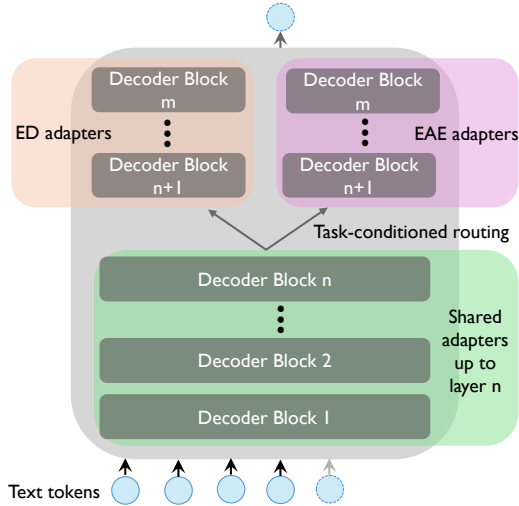 Decoder Block
m
Decoder Block
m
ED adapters
EAE adapters
Decoder Block
n+1
Decoder Block
n+1
Task-conditioned routing
Decoder Block n
Shared
adapters
up to
layer n
Decoder Block 2
Decoder Block 1
Text tokens